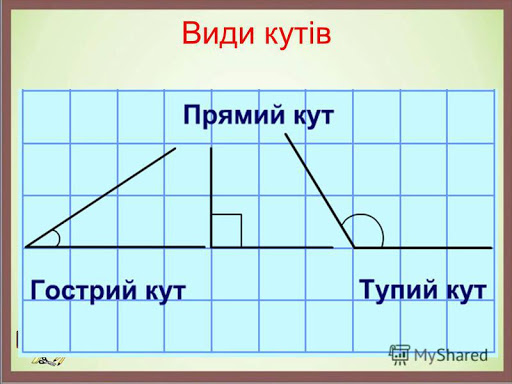 Види кутів
Прямий кут
Гострий кут
Тупий кут
MyShared